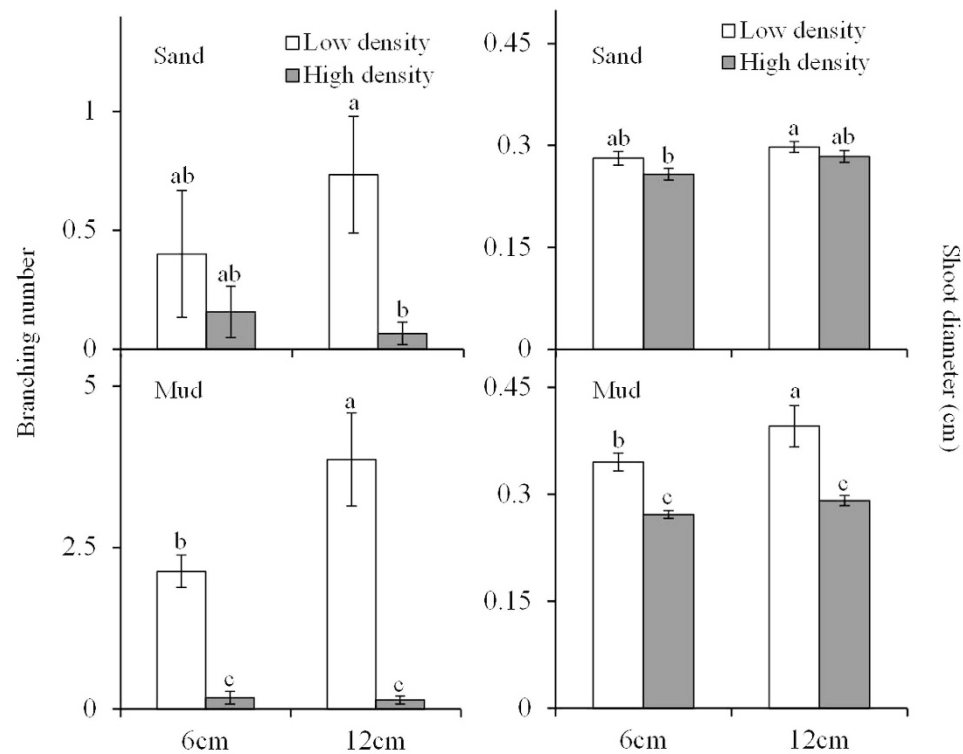 Branching number
Sand
Low density
High density
1
0.5
0
ab
ab
a
b
Sand
Low density
High density
0.45
0.3
0.15
0
ab
b
a
ab
Shoot diameter (cm)
Mud
5
2.5
0
b
c
a
c
6cm
12cm
Mud
0.45
0.3
0.15
0
b
c
a
c
6cm
12cm